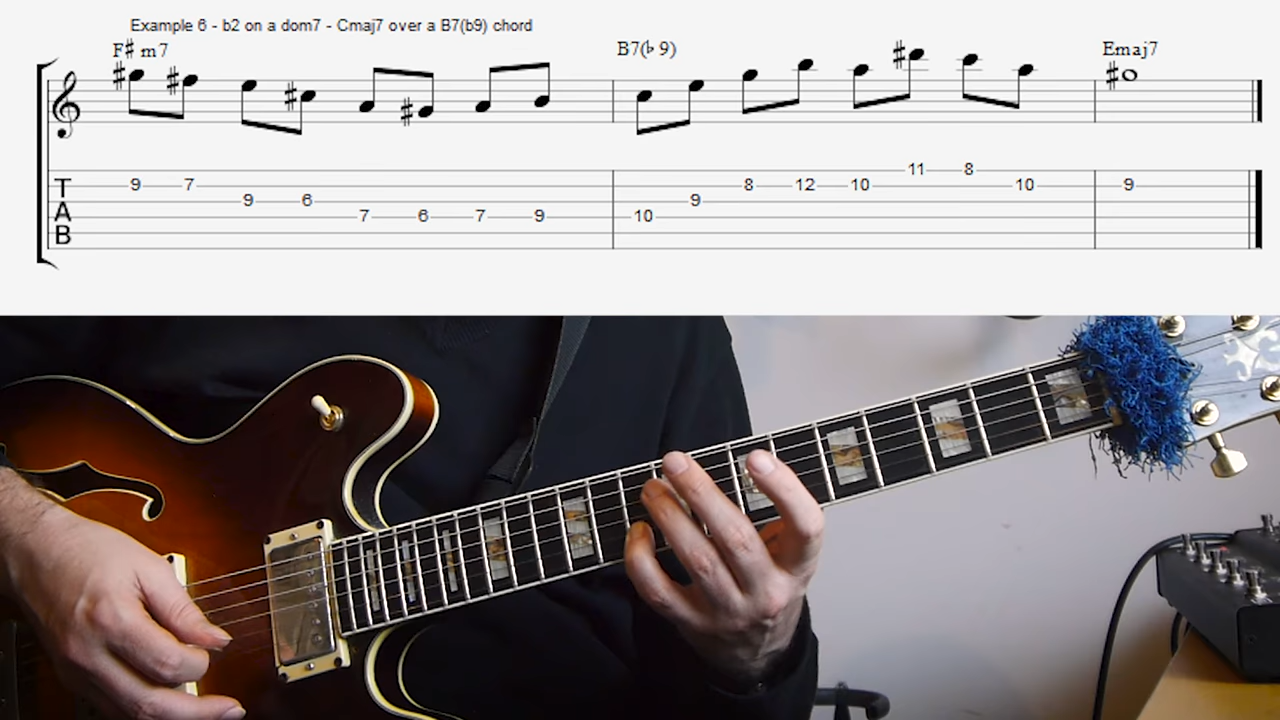 Example 6 - b2 on a dom7 - Cmaj7 over a B7(b9) chord
F♯ m7 B7(♭ 9) Emaj7
11 8
9 7 8 12 10 10 9
9 6 9
T
A 7 6 7 9 10
B